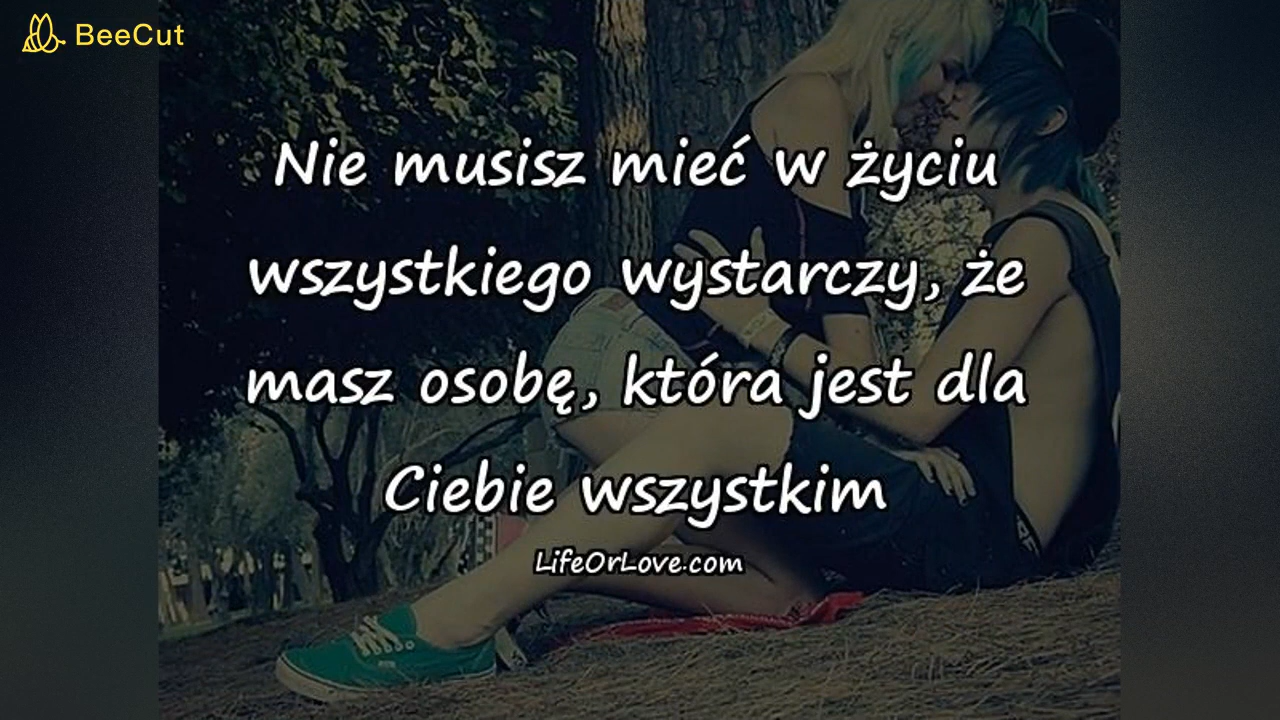 BeeCut
Nie musisz mieć w życiu
wszystkiego wystarczy, że
masz osobę, która jest dla
Ciebie wszystkim
LifeOrLove.com